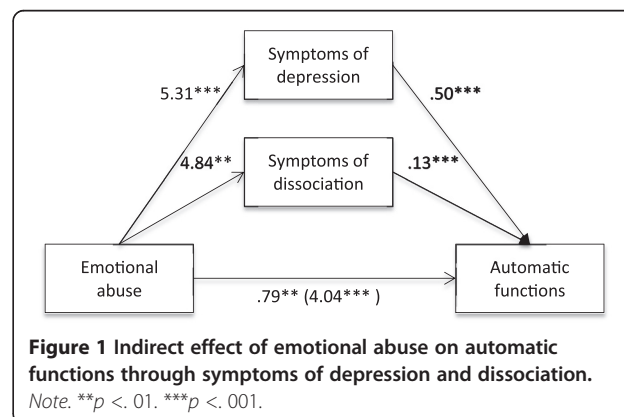 Symptoms of
depression
5.31***
.50***
Symptoms of
dissociation
4.84**
.13***
Emotional
abuse
Automatic
functions
.79** (4.04*** )
Figure 1 Indirect effect of emotional abuse on automatic
functions through symptoms of depression and dissociation.
Note. **p <. 01. ***p <. 001.